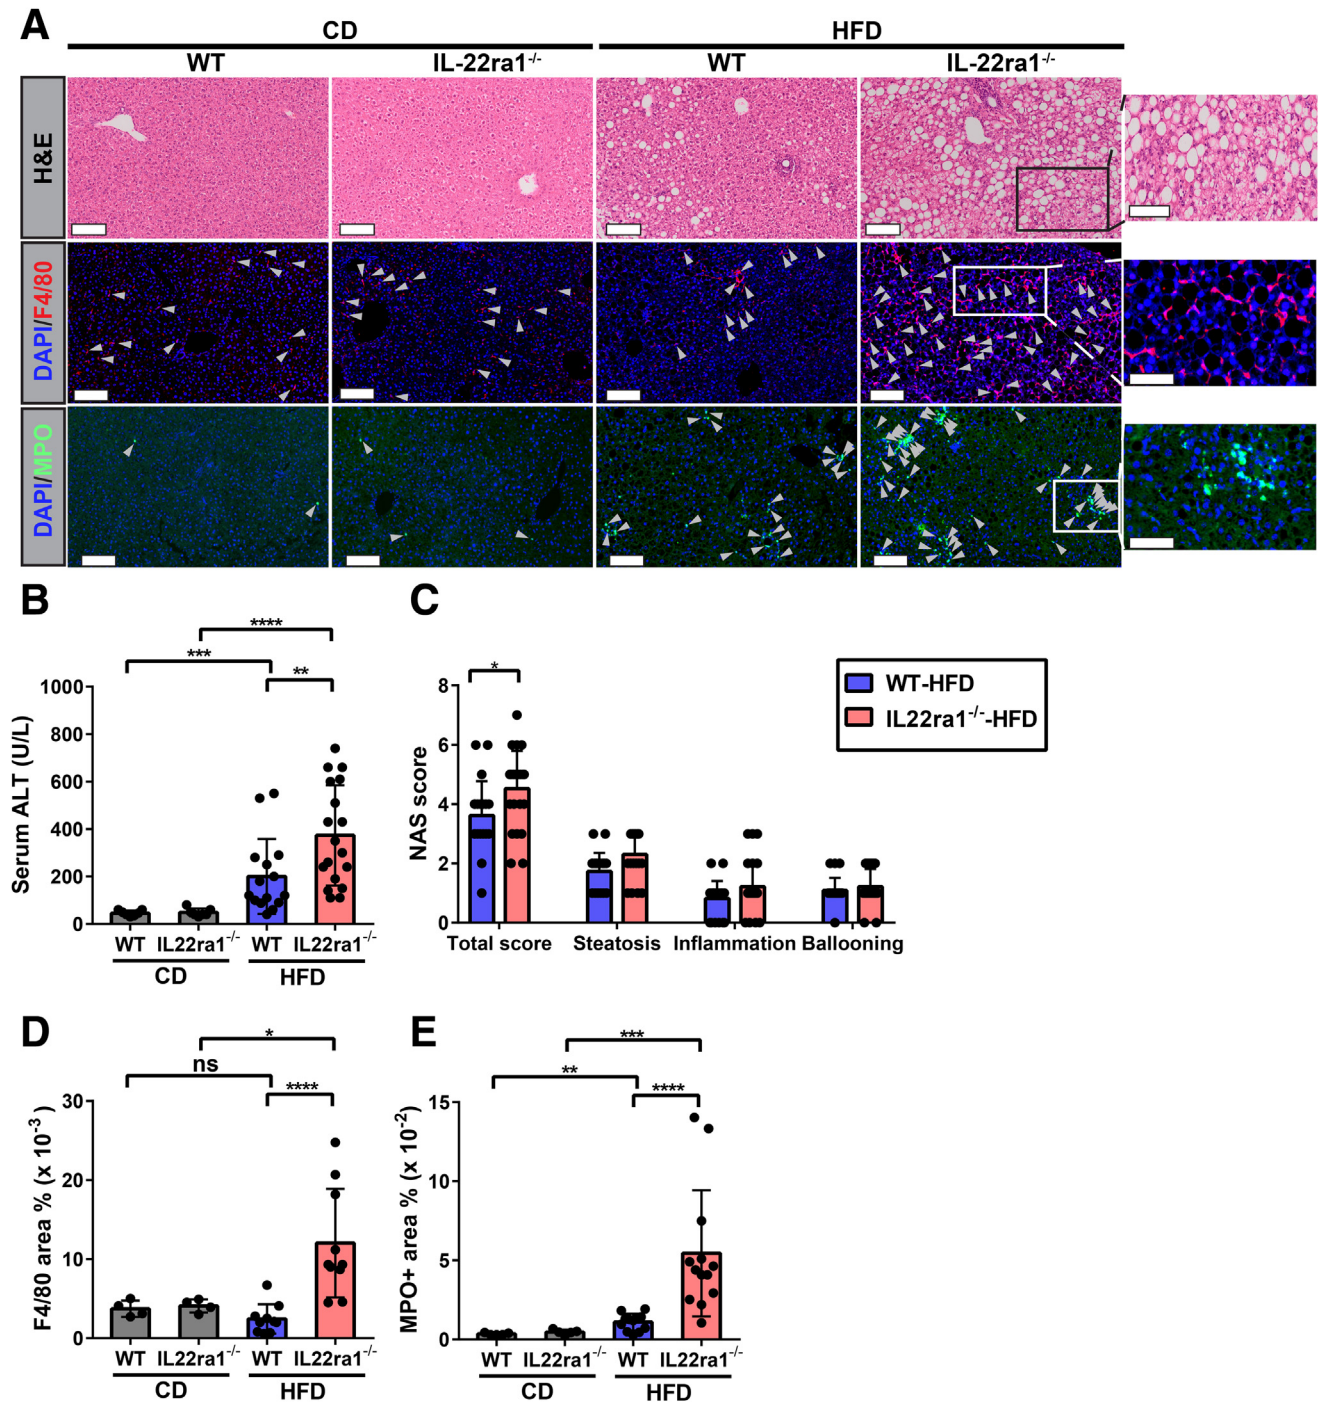 A
CD HFD
WT IL-22ra1-/- WT IL-22ra1-/-
H&E
DAPI/F4/80
DAPI/MPO
B
****
***
**
Serum ALT (U/L)
1000
800
600
400
200
0
WT IL22ra1-/- WT IL22ra1-/-
CD HFD
C
*
NAS score
8
6
4
2
0
Total score Steatosis Inflammation Ballooning
WT-HFD
IL22ra1-/--HFD
D
*
ns
****
F4/80 area % (x 10-3)
30
20
10
0
WT IL22ra1-/- WT IL22ra1-/-
CD HFD
E
***
**
****
MPO+ area % (x 10-2)
15
10
5
0
WT IL22ra1-/- WT IL22ra1-/-
CD HFD